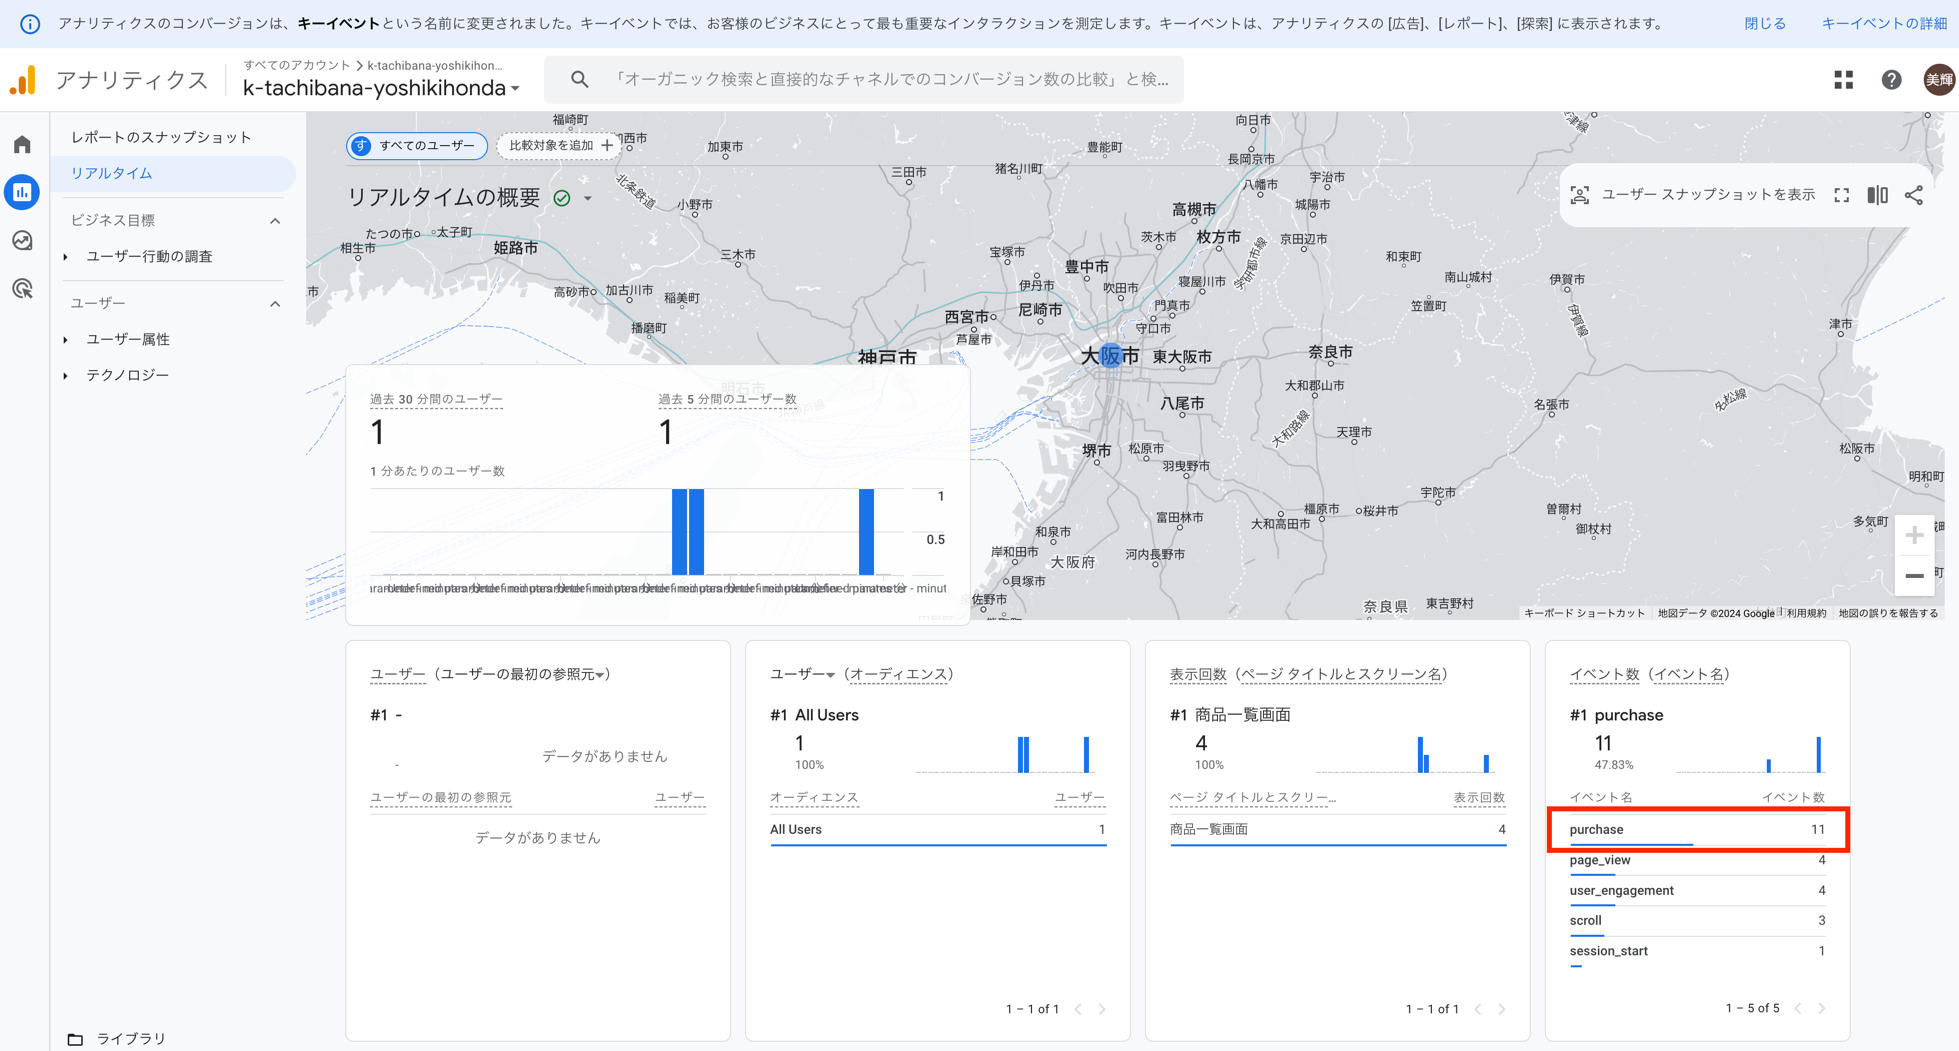 アナリティクスのコンバージョンは、キーイベントという名前に変更されました。キーイベントでは、お客様のビジネスにとって最も重要なインタラクションを測定します。キーイベントは、アナリティクスの [広告]、[レポート]、[探索] に表示されます。 閉じる キーイベントの詳細
アナリティクス
すべてのアカウント > k-tachibana-yoshikihon...
k-tachibana-yoshikihonda
「オーガニック検索と直接的なチャネルでのコンバージョン数の比較」と検...
美輝
レポートのスナップショット
リアルタイム
ビジネス目標
ユーザー行動の調査
ユーザー
ユーザー属性
テクノロジー
ライブラリ
す すべてのユーザー
比較対象を追加 +
リアルタイムの概要
ユーザー スナップショットを表示
福崎町
加東市
猪名川町
豊能町
向日市
長岡京市
三田市
八幡市
宇治市
北条鉄道
小野市
高槻市
城陽市
たつの市
太子町
相生市
姫路市
三木市
宝塚市
茨木市
枚方市
京田辺市
学研都市線
和束町
豊中市
南山城村
伊賀市
高砂市
加古川市
稲美町
伊丹市
吹田市
寝屋川市
笠置町
伊賀線
播磨町
西宮市
尼崎市
門真市
守口市
芦屋市
津市
神戸市
大阪市
東大阪市
奈良市
大和郡山市
八尾市
名張市
名松線
大和路線
天理市
堺市
松原市
羽曳野市
松阪市
明和町
宇陀市
富田林市
大和高田市
橿原市
桜井市
曽爾村
御杖村
多気町
和泉市
岸和田市
大阪府
河内長野市
貝塚市
奈良県
東吉野村
明石市
キーボード ショートカット 地図データ ©2024 Google 利用規約 地図の誤りを報告する
過去 30 分間のユーザー
1
過去 5 分間のユーザー数
1
1 分あたりのユーザー数
1
0.5
ユーザー（ユーザーの最初の参照元）
#1 -
-
データがありません
ユーザーの最初の参照元 ユーザー
データがありません
ユーザー（オーディエンス）
#1 All Users
1
100%
オーディエンス ユーザー
All Users 1
1 – 1 of 1
表示回数（ページ タイトルとスクリーン名）
#1 商品一覧画面
4
100%
ページ タイトルとスクリー... 表示回数
商品一覧画面 4
1 – 1 of 1
イベント数（イベント名）
#1 purchase
11
47.83%
イベント名 イベント数
purchase 11
page_view 4
user_engagement 4
scroll 3
session_start 1
1 – 5 of 5